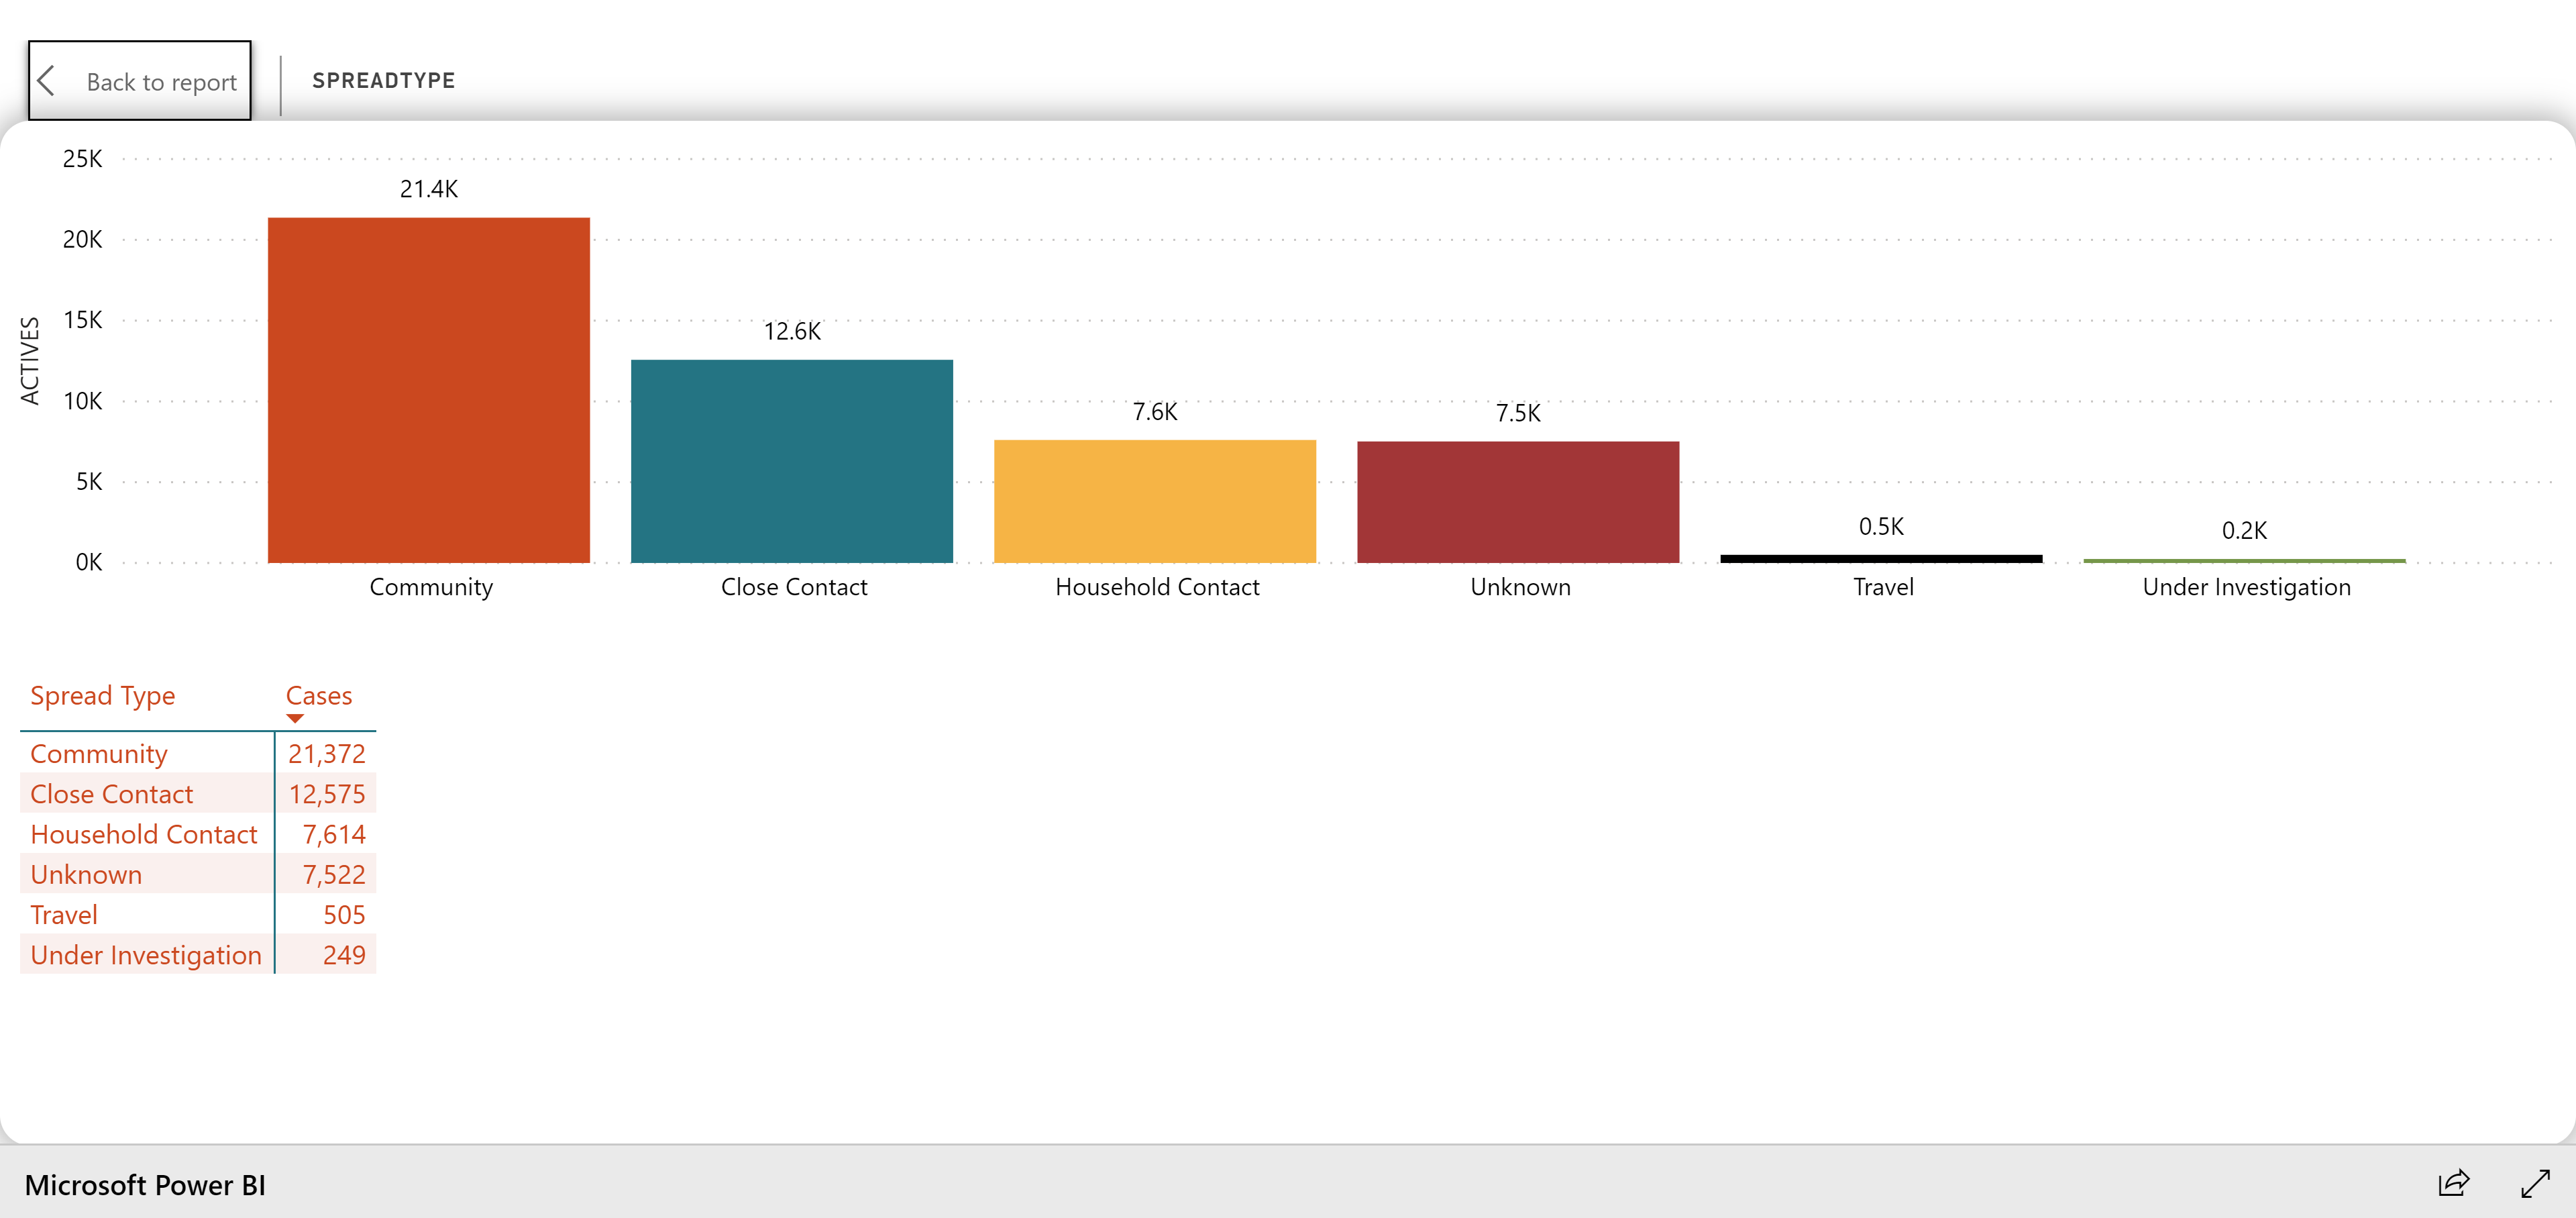 Back to report
SPREADTYPE
ACTIVES
25K
20K
15K
10K
5K
0K
21.4K
12.6K
7.6K
7.5K
0.5K
0.2K
Community
Close Contact
Household Contact
Unknown
Travel
Under Investigation
Spread Type Cases
Community 21,372
Close Contact 12,575
Household Contact 7,614
Unknown 7,522
Travel 505
Under Investigation 249
Microsoft Power BI